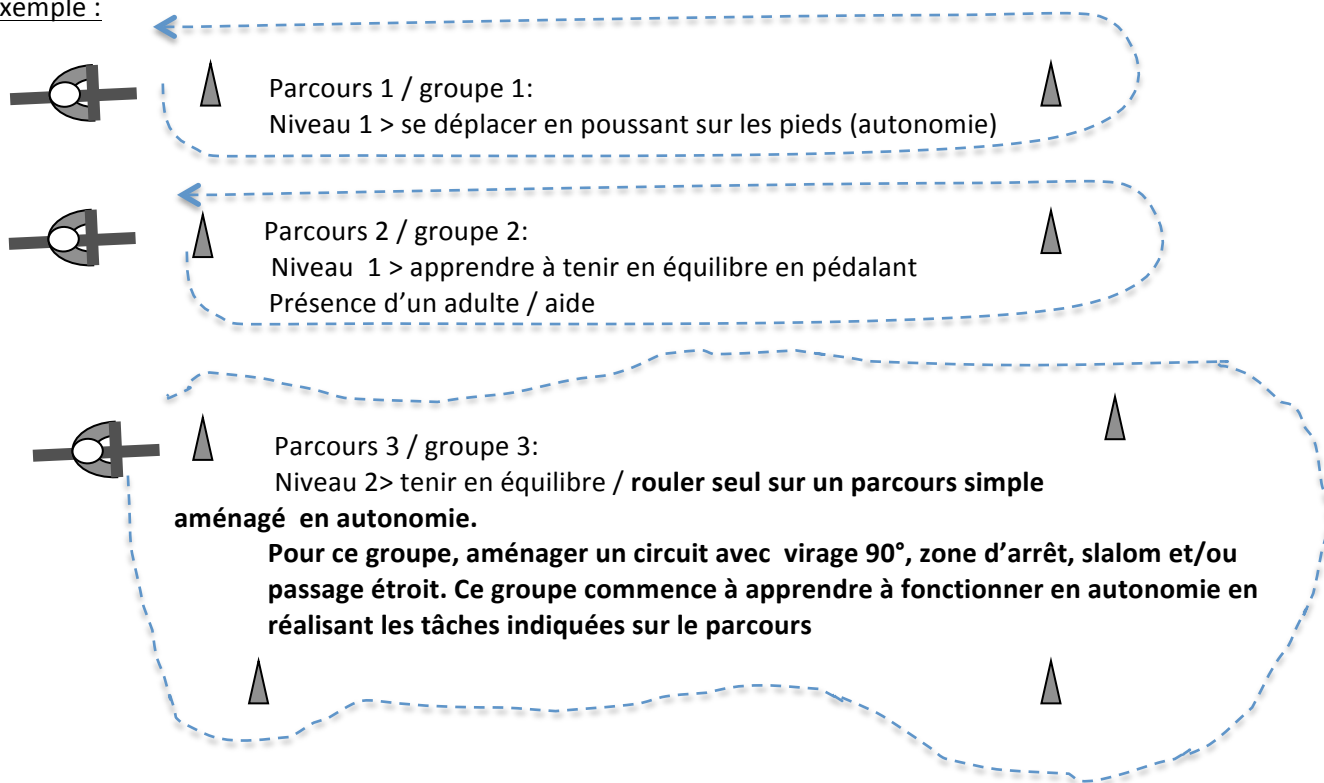 xemple :
Parcours 1 / groupe 1:
Niveau 1 > se déplacer en poussant sur les pieds (autonomie)
Parcours 2 / groupe 2:
Niveau 1 > apprendre à tenir en équilibre en pédalant
Présence d’un adulte / aide
Parcours 3 / groupe 3:
Niveau 2> tenir en équilibre / rouler seul sur un parcours simple
aménagé en autonomie.
Pour ce groupe, aménager un circuit avec virage 90°, zone d’arrêt, slalom et/ou
passage étroit. Ce groupe commence à apprendre à fonctionner en autonomie en
réalisant les tâches indiquées sur le parcours